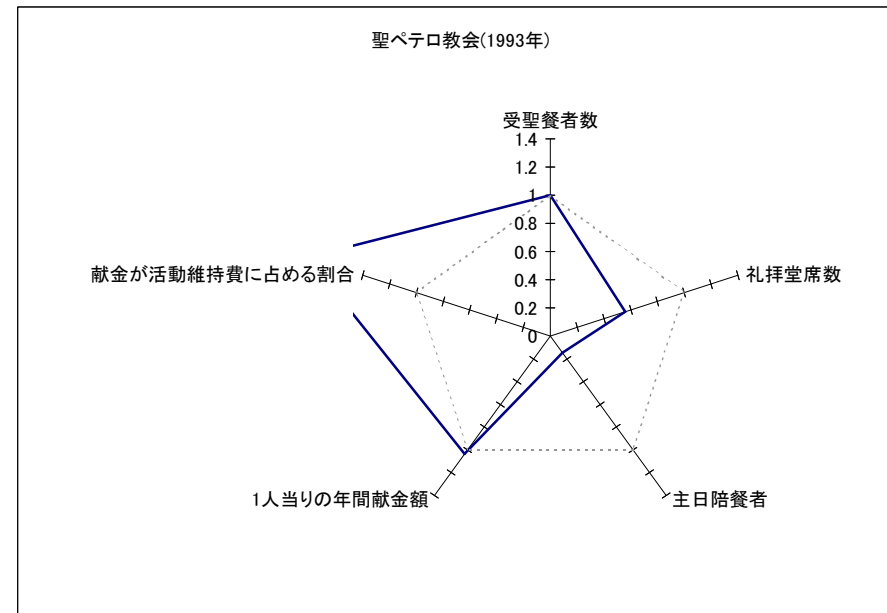 聖ペテロ教会(1993年)
受聖餐者数
1.4
1.2
1
0.8
0.6
0.4
0.2
0
献金が活動維持費に占める割合
礼拝堂席数
1人当りの年間献金額
主日陪餐者